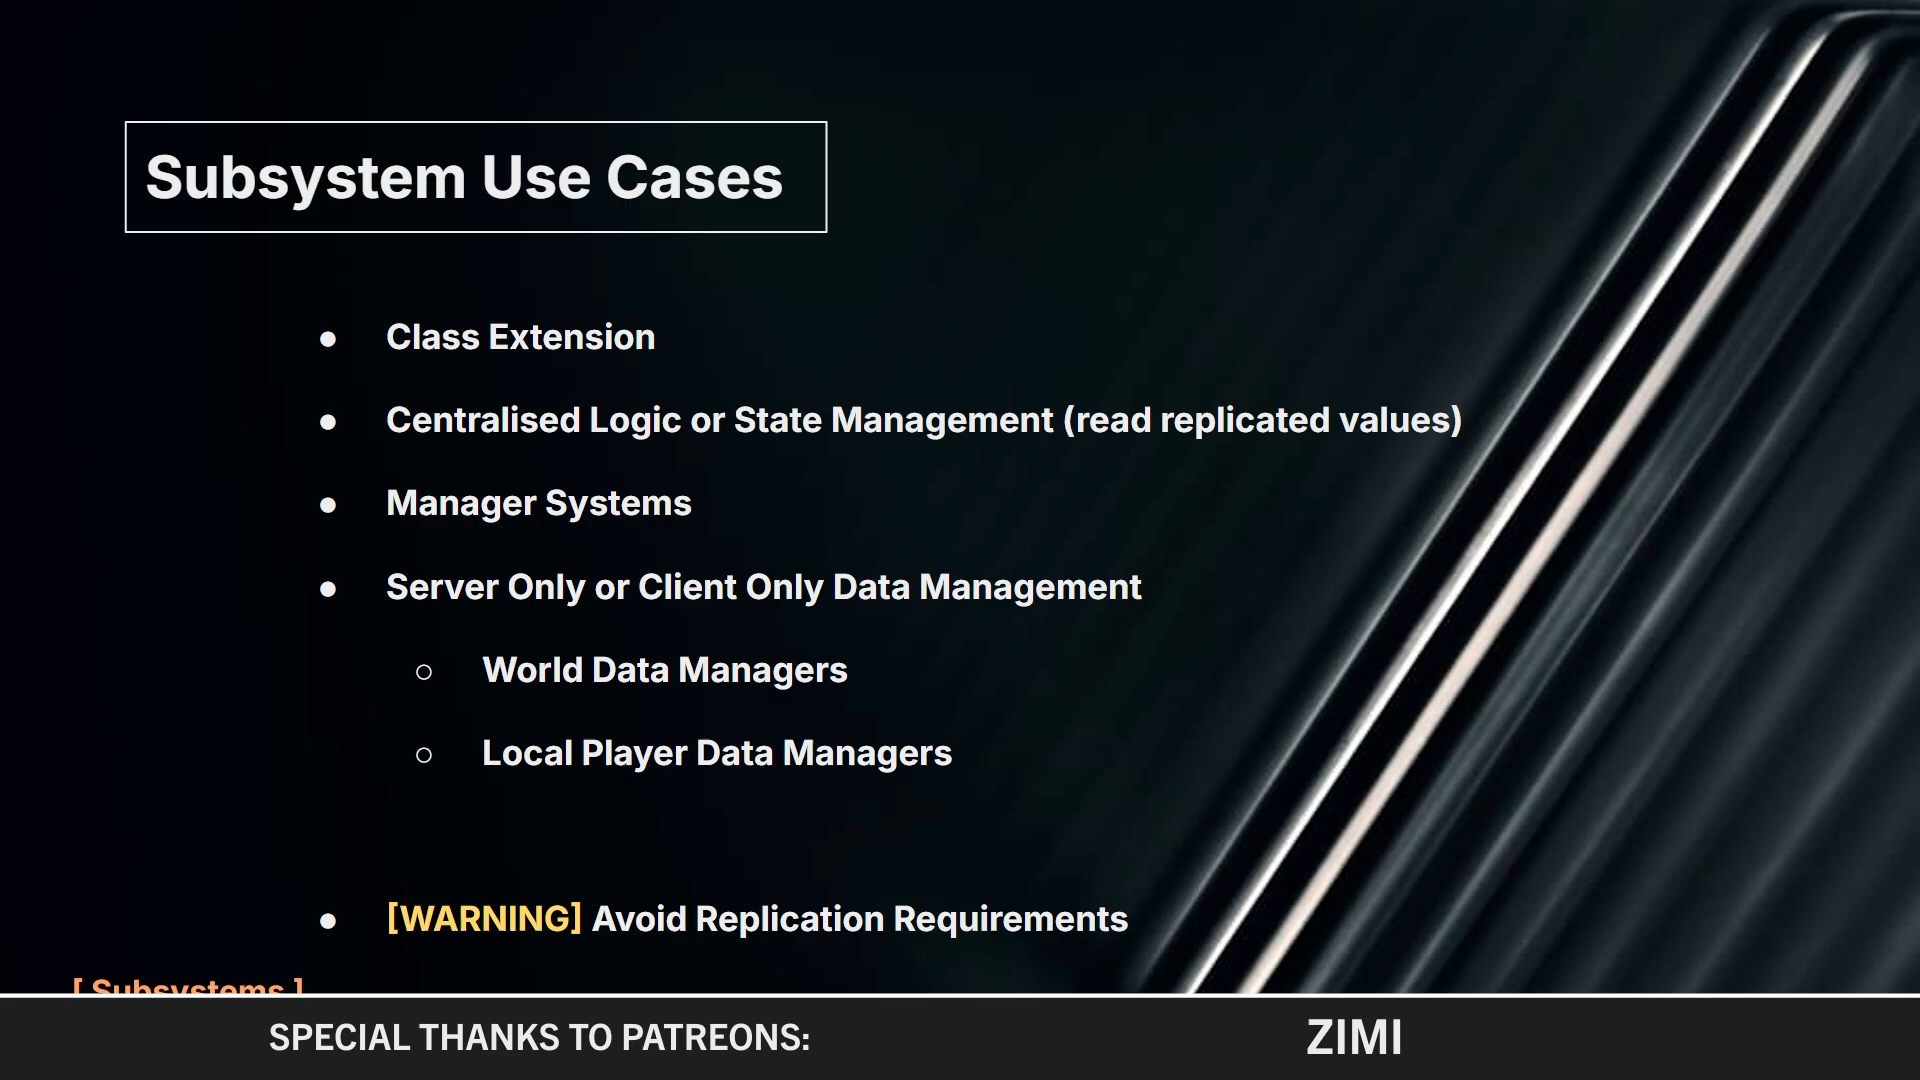 Subsystem Use Cases
● Class Extension
● Centralised Logic or State Management (read replicated values)
● Manager Systems
● Server Only or Client Only Data Management
○ World Data Managers
○ Local Player Data Managers
● [WARNING] Avoid Replication Requirements
[ Subsystems ]
SPECIAL THANKS TO PATREONS:
ZIMI